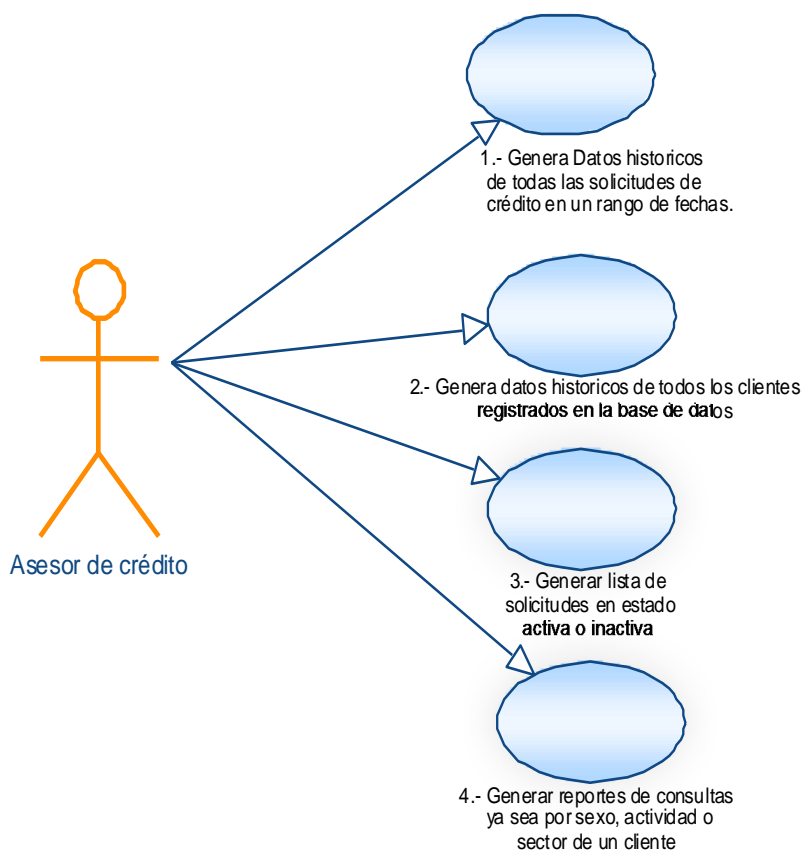 1.- Genera Datos historicos
de todas las solicitudes de
crédito en un rango de fechas.
2.- Genera datos historicos de todos los clientes
registrados en la base de datos
Asesor de crédito
3.- Generar lista de
solicitudes en estado
activa o inactiva
4.- Generar reportes de consultas
ya sea por sexo, actividad o
sector de un cliente